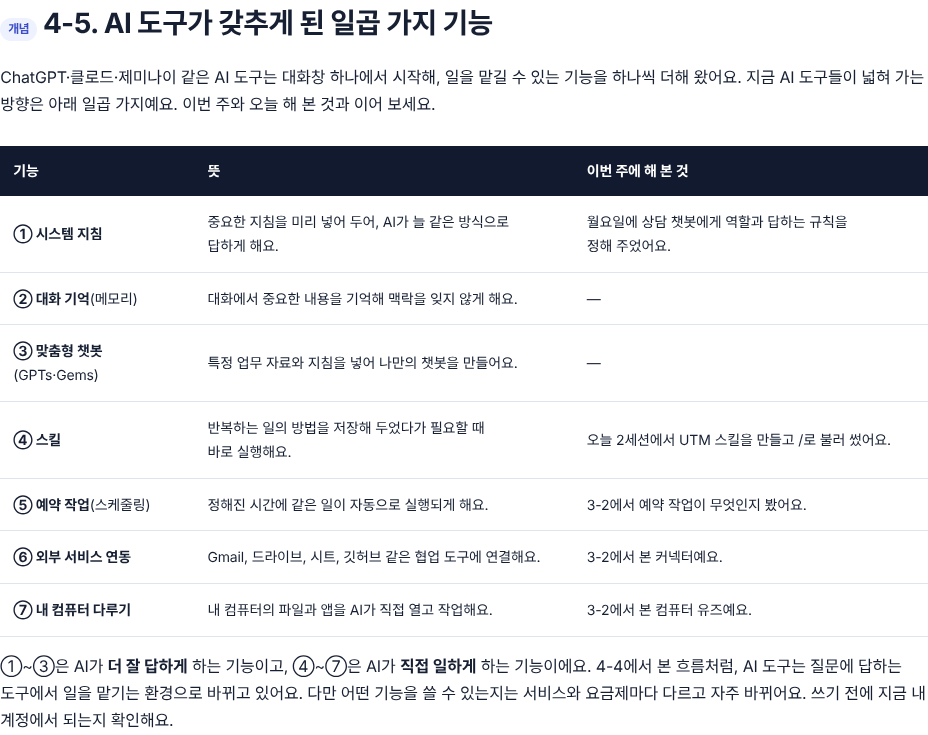 개념 4-5. AI 도구가 갖추게 된 일곱 가지 기능
ChatGPT·클로드·제미나이 같은 AI 도구는 대화창 하나에서 시작해, 일을 맡길 수 있는 기능을 하나씩 더해 왔어요. 지금 AI 도구들이 넓혀 가는
방향은 아래 일곱 가지예요. 이번 주와 오늘 해 본 것과 이어 보세요.
기능 뜻 이번 주에 해 본 것
① 시스템 지침 중요한 지침을 미리 넣어 두어, AI가 늘 같은 방식으로 답하게 해요. 월요일에 상담 챗봇에게 역할과 답하는 규칙을 정해 주었어요.
② 대화 기억(메모리) 대화에서 중요한 내용을 기억해 맥락을 잊지 않게 해요. —
③ 맞춤형 챗봇 (GPTs·Gems) 특정 업무 자료와 지침을 넣어 나만의 챗봇을 만들어요. —
④ 스킬 반복하는 일의 방법을 저장해 두었다가 필요할 때 바로 실행해요. 오늘 2세션에서 UTM 스킬을 만들고 /로 불러 썼어요.
⑤ 예약 작업(스케줄링) 정해진 시간에 같은 일이 자동으로 실행되게 해요. 3-2에서 예약 작업이 무엇인지 봤어요.
⑥ 외부 서비스 연동 Gmail, 드라이브, 시트, 깃허브 같은 협업 도구에 연결해요. 3-2에서 본 커넥터예요.
⑦ 내 컴퓨터 다루기 내 컴퓨터의 파일과 앱을 AI가 직접 열고 작업해요. 3-2에서 본 컴퓨터 유즈예요.
①~③은 AI가 더 잘 답하게 하는 기능이고, ④~⑦은 AI가 직접 일하게 하는 기능이에요. 4-4에서 본 흐름처럼, AI 도구는 질문에 답하는
도구에서 일을 맡기는 환경으로 바뀌고 있어요. 다만 어떤 기능을 쓸 수 있는지는 서비스와 요금제마다 다르고 자주 바뀌어요. 쓰기 전에 지금 내
계정에서 되는지 확인해요.